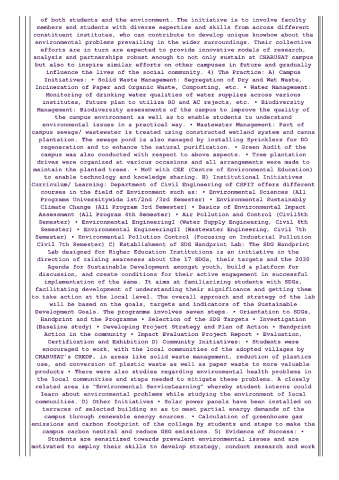 of both students and the environment. The initiative is to involve faculty
members and students with diverse expertise and skills from across different
constituent institutes, who can contribute to develop unique knowhow about the
environmental problems prevailing in the wider surroundings. Their collective
efforts are in turn are expected to provide innovative modals of research,
analysis and partnerships robust enough to not only sustain at CHARUSAT campus
but also to inspire similar efforts on other campuses in future and gradually
influence the lives of the social community. 4) The Practice: A) Campus
Initiatives: • Solid Waste Management: Segregation of Dry and Wet Waste,
Incineration of Paper and Organic Waste, Composting, etc. • Water Management:
Monitoring of drinking water qualities of water supplies across various
institutes, future plan to utilize RO and AC rejects, etc. • Biodiversity
Management: Biodiversity assessments of the campus to improve the quality of
the campus environment as well as to enable students to understand
environmental issues in a practical way. • Wastewater Management: Part of
campus sewage/ wastewater is treated using constructed wetland system and canna
plantation. The sewage pond is also managed by installing Sprinklers for DO
regeneration and to enhance the natural purification. • Green Audit of the
campus was also conducted with respect to above aspects. • Tree plantation
drives were organized at various occasions and all arrangements were made to
maintain the planted trees. • MoU with CEE (Centre of Environmental Education)
to enable technology and knowledge sharing. B) Institutional Initiatives
Curriculum/ Learning: Department of Civil Engineering of CSPIT offers different
courses in the field of Environment such as: • Environmental Sciences (All
Programs Universitywide 1st/2nd /3rd Semester) • Environmental Sustainably
Climate Change (All Program 3rd Semester) • Basics of Environmental Impact
Assessment (All Program 4th Semester) • Air Pollution and Control (Civil5th
Semester) • Environmental EngineeringI (Water Supply Engineering, Civil 6th
Semester) • Environmental EngineeringII (Wastewater Engineering, Civil 7th
Semester) • Environmental Pollution Control (Focusing on Industrial Pollution
Civil 7th Semester) C) Establishment of SDG Handprint Lab: The SDG Handprint
Lab designed for Higher Education Institutions is an initiative in the
direction of raising awareness about the 17 SDGs, their targets and the 2030
Agenda for Sustainable Development amongst youth, build a platform for
discussion, and create conditions for their active engagement in successful
implementation of the same. It aims at familiarising students with SDGs,
facilitating development of understanding their significance and getting them
to take action at the local level. The overall approach and strategy of the lab
will be based on the goals, targets and indicators of the Sustainable
Development Goals. The programme involves seven steps. • Orientation to SDGs,
Handprint and the Programme • Selection of the SDG Targets • Investigation
(Baseline study) • Developing Project Strategy and Plan of Action • Handprint
Action in the community • Impact Evaluation Project Report • Evaluation,
Certification and Exhibition D) Community Initiatives: • Students were
encouraged to work, with the local communities of the adopted villages by
CHARUSAT's CREDP, in areas like solid waste management, reduction of plastics
use, and conversion of plastic waste as well as paper waste to more valuable
products • There were also studies regarding environmental health problems in
the local communities and steps needed to mitigate these problems. A closely
related area is "Environmental ServiceLearning" whereby student interns could
learn about environmental problems while studying the environment of local
communities. D) Other Initiatives • Solar power panels have been installed on
terraces of selected building so as to meet partial energy demands of the
campus through renewable energy sources. • Calculation of greenhouse gas
emissions and carbon footprint of the college by students and steps to make the
campus carbon neutral and reduce GHG emissions. 5) Evidence of Success: •
Students are sensitized towards prevalent environmental issues and are
motivated to employ their skills to develop strategy, conduct research and work